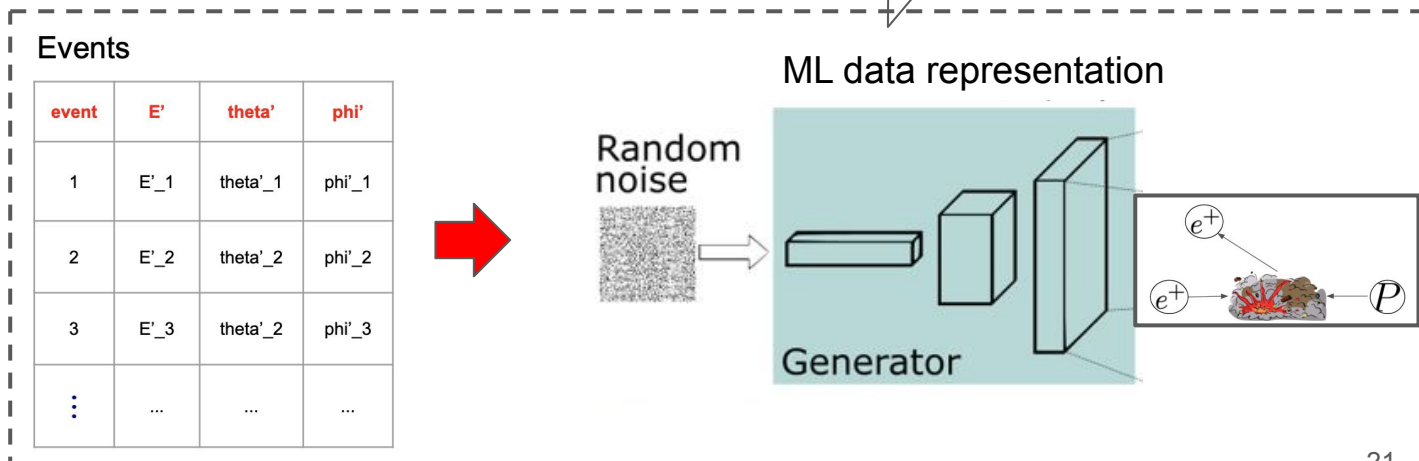 Events
event E' theta' phi'
1 E'_1 theta'_1 phi'_1
2 E'_2 theta'_2 phi'_2
3 E'_3 theta'_2 phi'_3
⋮ ... ... ...
ML data representation
Random
noise
Generator
e+
e+
P
21